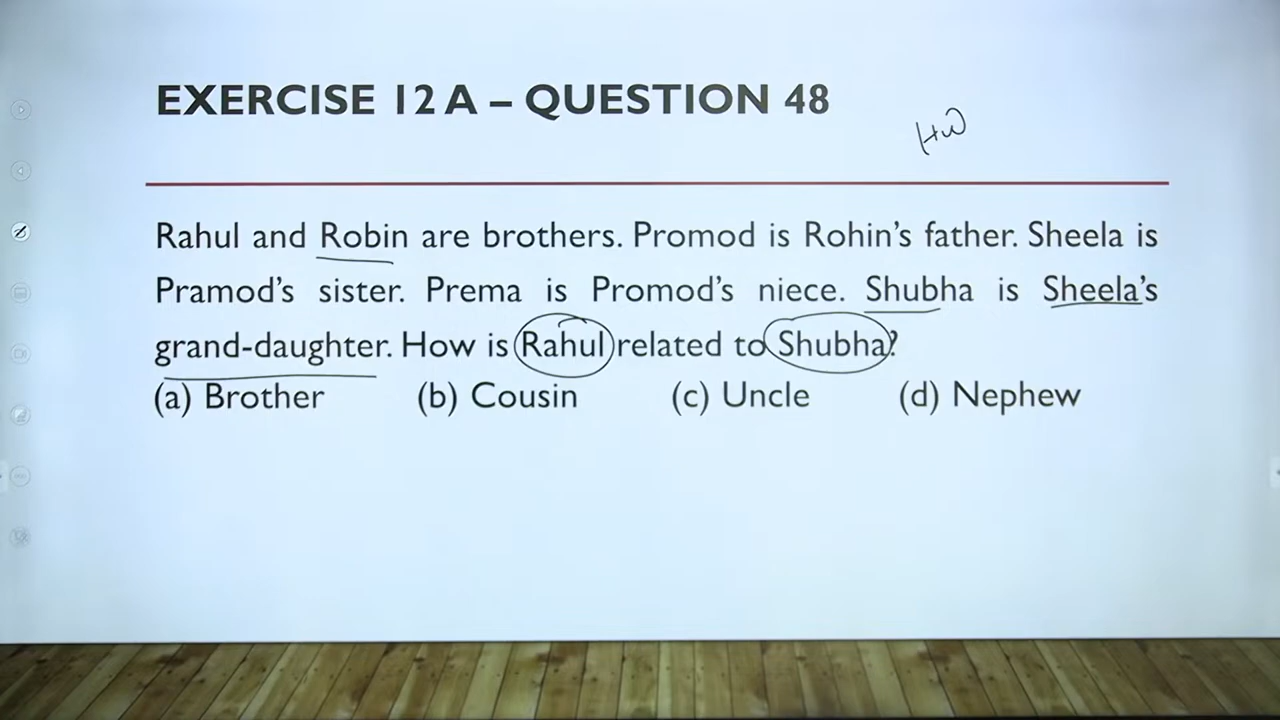 EXERCISE 12 A – QUESTION 48
HW
Rahul and Robin are brothers. Promod is Rohin's father. Sheela is
Pramod's sister. Prema is Promod's niece. Shubha is Sheela's
grand-daughter. How is Rahul related to Shubha?
(a) Brother (b) Cousin (c) Uncle (d) Nephew